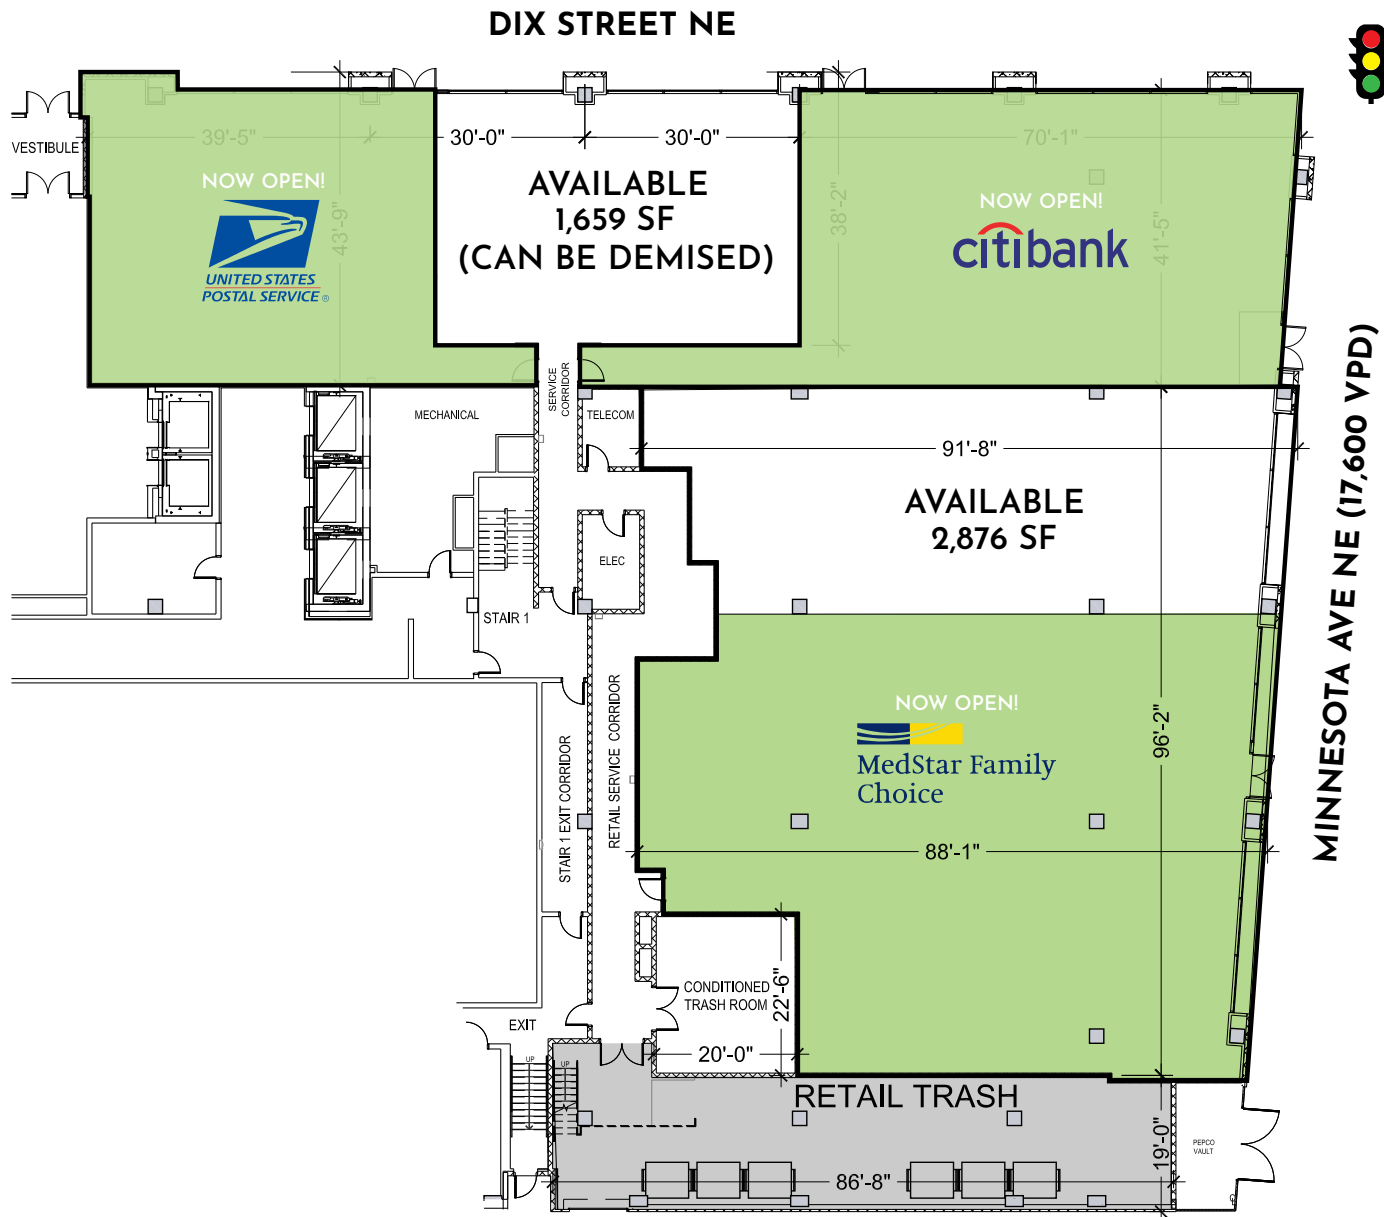 DIX STREET NE
VESTIBULE
39'-5"
30'-0"
30'-0"
70'-1"
NOW OPEN!
43'-9"
UNITED STATES
POSTAL SERVICE ®
AVAILABLE
1,659 SF
(CAN BE DEMISED)
38'-2"
NOW OPEN!
citibank
41'-5"
MINNESOTA AVE NE (17,600 VPD)
MECHANICAL
SERVICE
CORRIDOR
TELECOM
91'-8"
AVAILABLE
2,876 SF
ELEC
STAIR 1
STAIR 1 EXIT CORRIDOR
RETAIL SERVICE CORRIDOR
NOW OPEN!
MedStar Family
Choice
96'-2"
88'-1"
CONDITIONED
TRASH ROOM
22'-6"
20'-0"
EXIT
UP
UP
RETAIL TRASH
86'-8"
19'-0"
PEPCO
VAULT